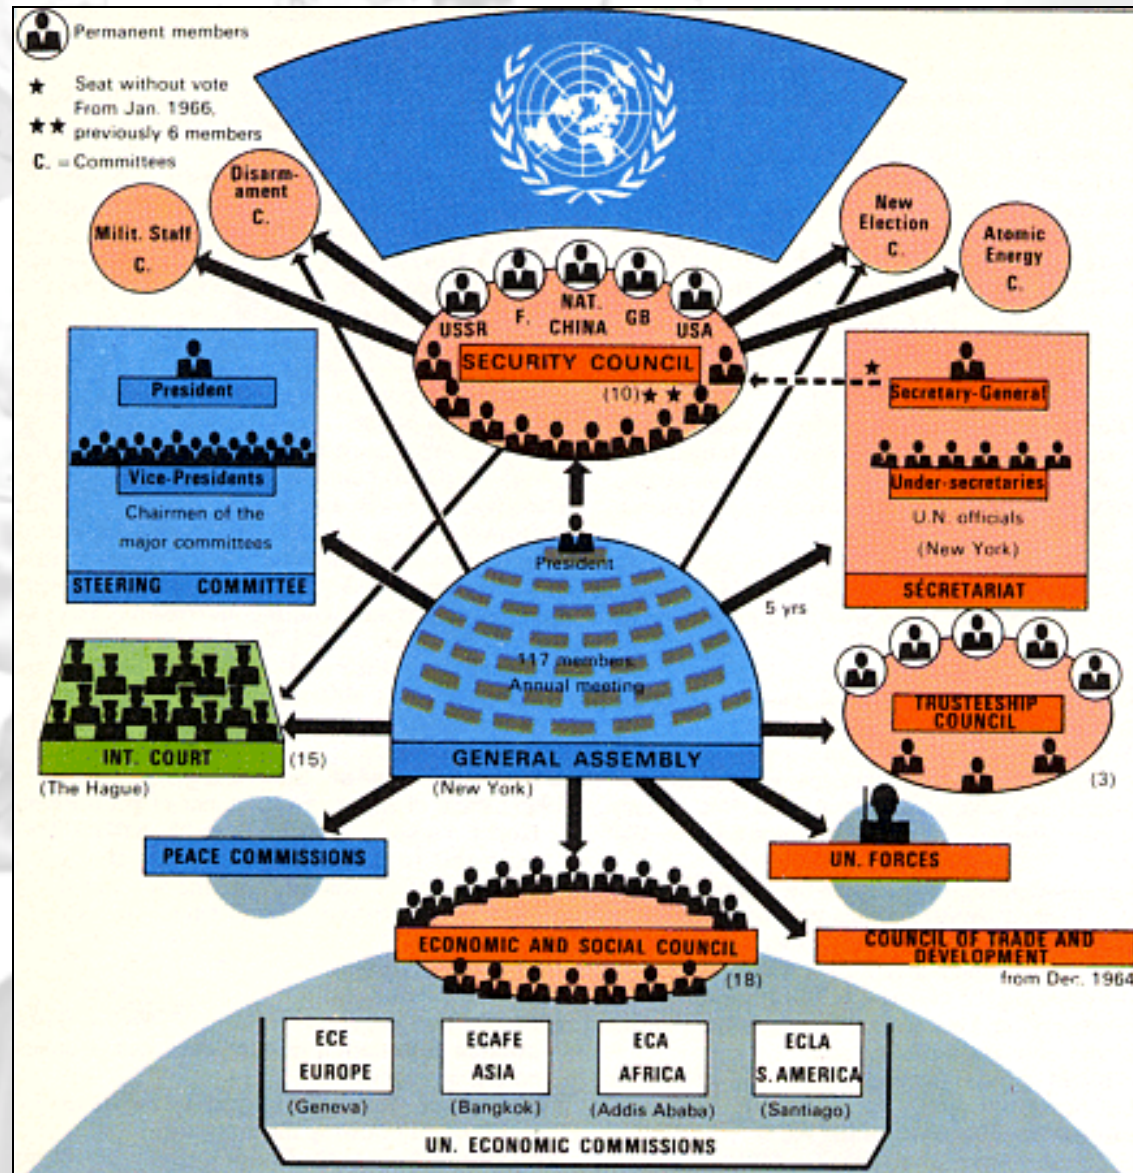 Permanent members
★ Seat without vote
From Jan. 1966,
★★ previously 6 members
C. = Committees
Disarm-
ament
C.
Milit. Staff
C.
New
Election
C.
Atomic
Energy
C.
USSR F. NAT. CHINA GB USA
SECURITY COUNCIL
(10)★★
President
Vice-Presidents
Chairmen of the
major committees
STEERING COMMITTEE
★
Secretary-General
Under-secretaries
U.N. officials
(New York)
SÉCRETARIAT
5 yrs
President
117 members
Annual meeting
GENERAL ASSEMBLY
(New York)
INT. COURT
(15)
(The Hague)
TRUSTEESHIP
COUNCIL
(3)
PEACE COMMISSIONS
UN. FORCES
ECONOMIC AND SOCIAL COUNCIL
(18)
COUNCIL OF TRADE AND
DEVELOPMENT
from Dec. 1964
ECE
EUROPE
(Geneva)
ECAFE
ASIA
(Bangkok)
ECA
AFRICA
(Addis Ababa)
ECLA
S. AMERICA
(Santiago)
UN. ECONOMIC COMMISSIONS